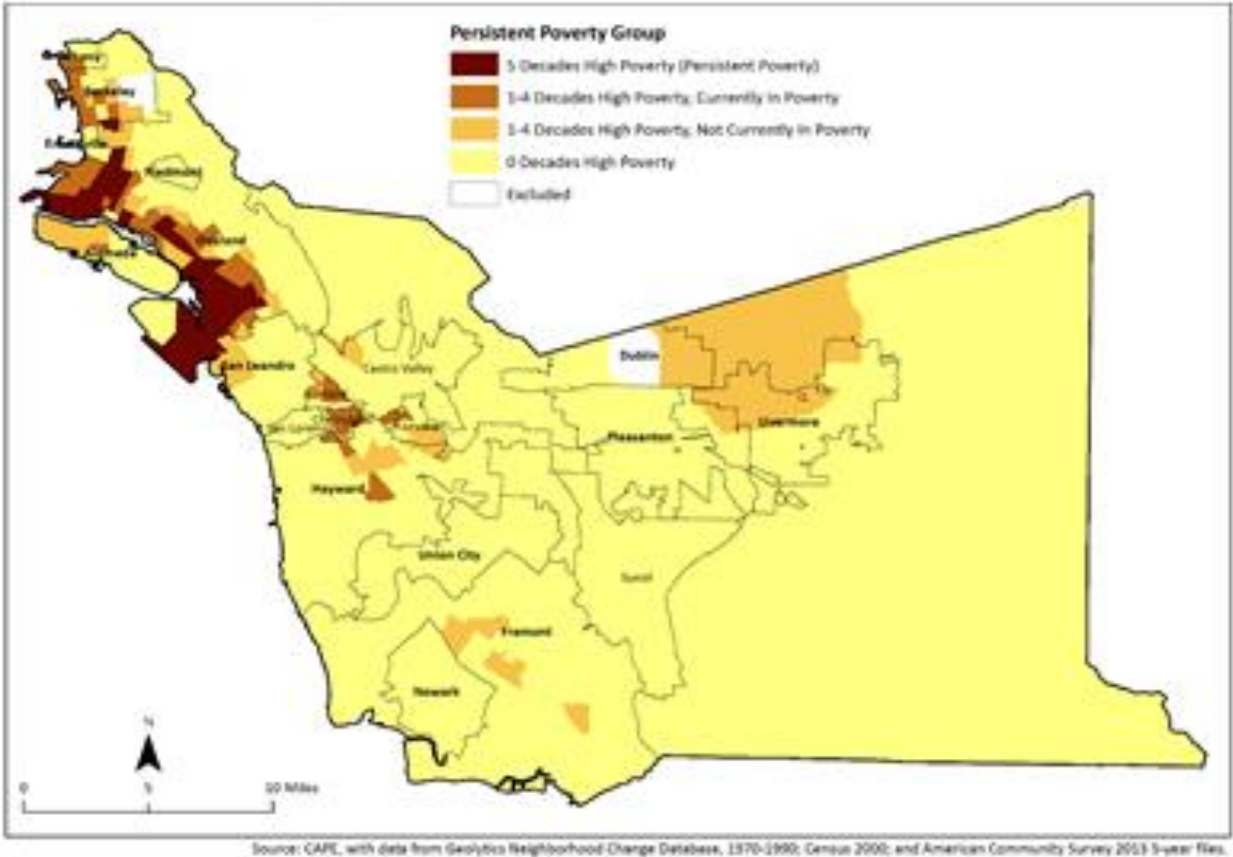 Persistent Poverty Group
5 Decades High Poverty (Persistent Poverty)
1-4 Decades High Poverty, Currently In Poverty
1-4 Decades High Poverty, Not Currently In Poverty
0 Decades High Poverty
Excluded
Berkeley
Piedmont
Oakland
Alameda
Dublin
San Leandro
Castro Valley
Livermore
Pleasanton
Hayward
Union City
Sunol
Fremont
Newark
N
0 5 10 Miles
Source: CAPE, with data from Geolytics Neighborhood Change Database, 1970-1990; Census 2000; and American Community Survey 2013 5-year files.